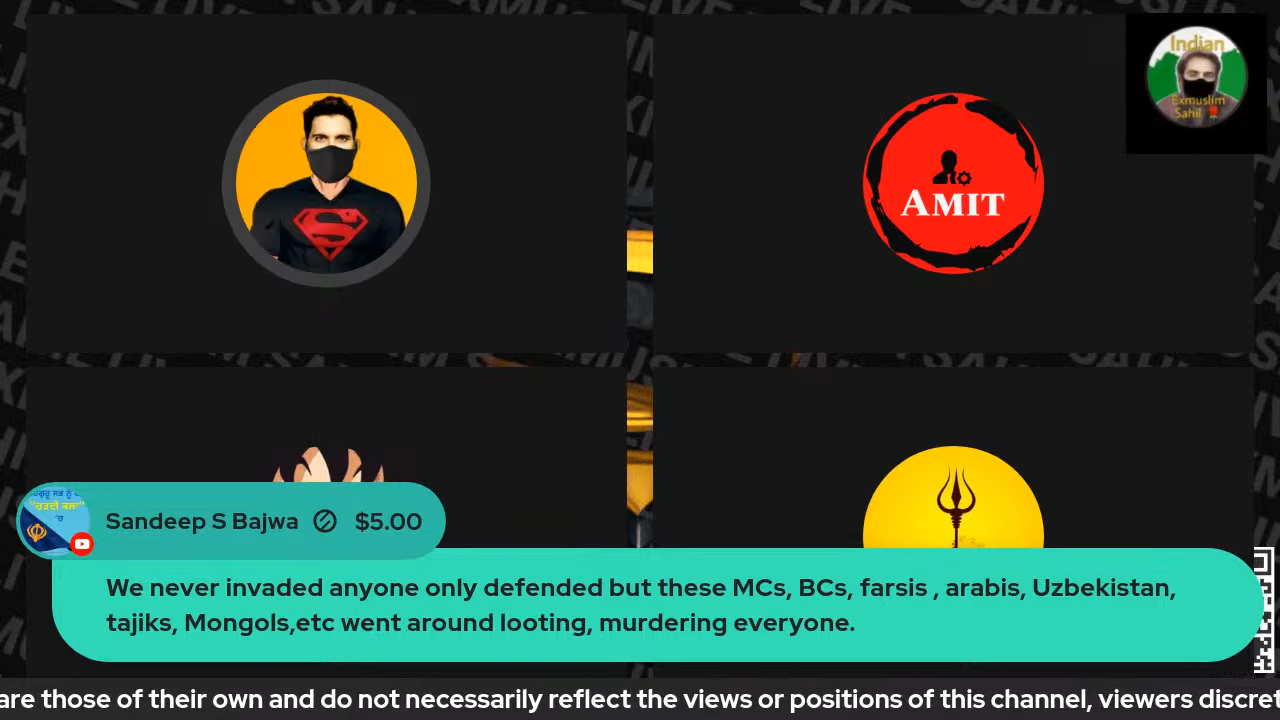 Indian
Exmuslim
Sahil
AMIT
"ਚੜਦੀ ਕਲਾ"
'ਚ
Sandeep S Bajwa $5.00
We never invaded anyone only defended but these MCs, BCs, farsis , arabis, Uzbekistan,
tajiks, Mongols,etc went around looting, murdering everyone.
are those of their own and do not necessarily reflect the views or positions of this channel, viewers discret